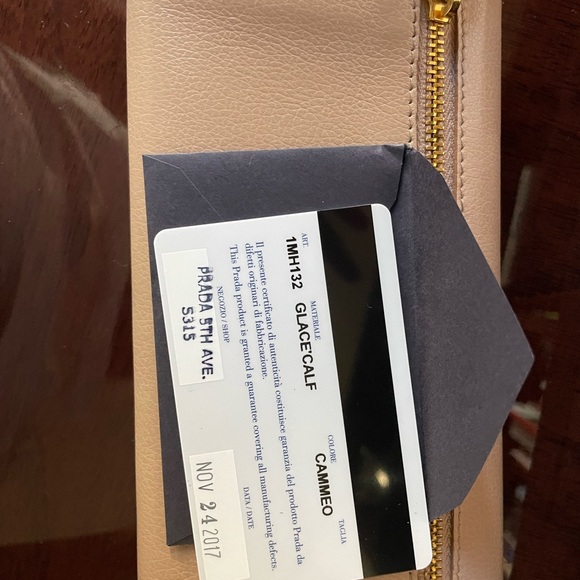 ART. MATERIALE COLORE TAGLIA
1MH132 GLACE'CALF CAMMEO
Il presente certificato di autenticità costituisce garanzia del prodotto Prada da
difetti originari di fabbricazione.
This Prada product is granted a guarantee covering all manufacturing defects.
NEGOZIO / SHOP DATA / DATE
PRADA 5TH AVE.
5315
NOV 24 2017